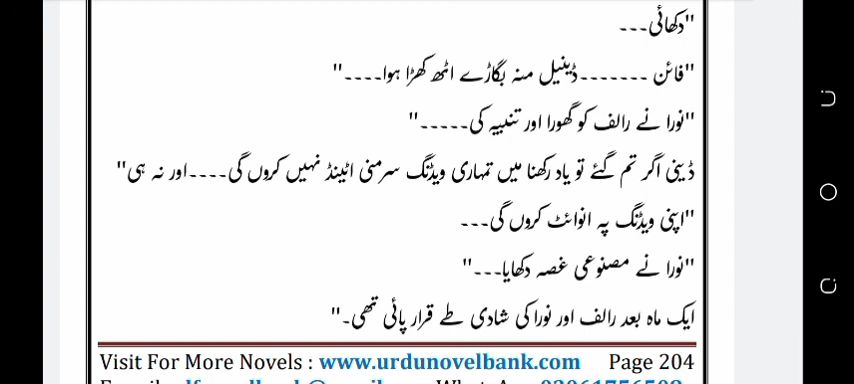 "دکھائی---
"فائن -------ڈینیل منہ بگاڑے اٹھ کھڑا ہوا----"
"نورا نے رالف کو گھورا اور تنبیہ کی-----"
ڈینی اگر تم گئے تو یاد رکھنا میں تمہاری ویڈنگ سرمنی اٹینڈ نہیں کروں گی----اور نہ ہی"
"اپنی ویڈنگ پہ انوائٹ کروں گی---
"نورا نے مصنوعی غصہ دکھایا---"
ایک ماہ بعد رالف اور نورا کی شادی طے قرار پائی تھی۔"
Visit For More Novels : www.urdunovelbank.com Page 204